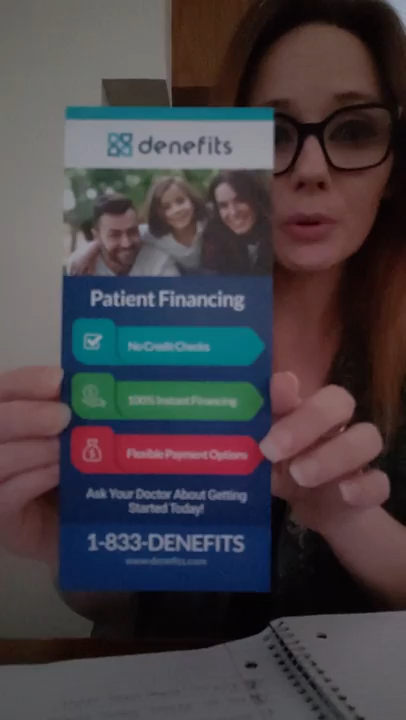 denefits
Patient Financing
No Credit Checks
100% Instant Financing
Flexible Payment Options
Ask Your Doctor About Getting
Started Today!
1-833-DENEFITS
www.denefits.com